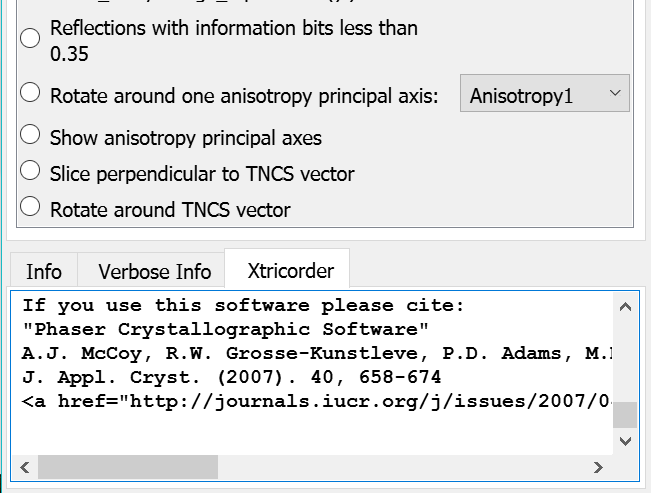 Reflections with information bits less than
0.35
Rotate around one anisotropy principal axis: Anisotropy1
Show anisotropy principal axes
Slice perpendicular to TNCS vector
Rotate around TNCS vector
Info Verbose Info Xtricorder
If you use this software please cite:
"Phaser Crystallographic Software"
A.J. McCoy, R.W. Grosse-Kunstleve, P.D. Adams,
J. Appl. Cryst. (2007). 40, 658-674
<a href="http://journals.iucr.org/j/issues/2007/0